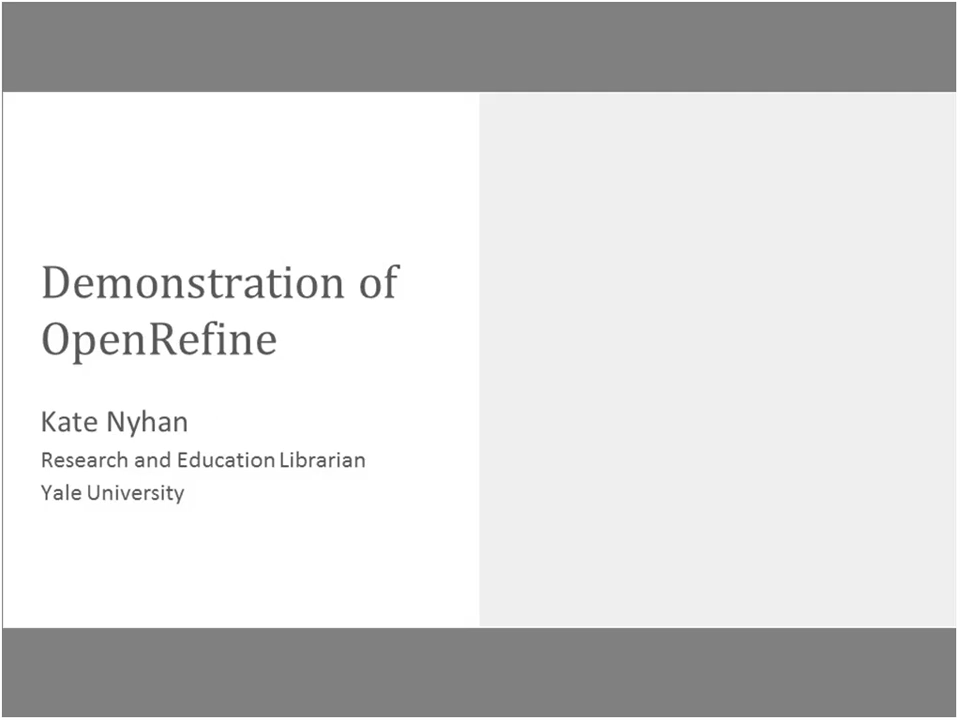 Demonstration of
OpenRefine
Kate Nyhan
Research and Education Librarian
Yale University